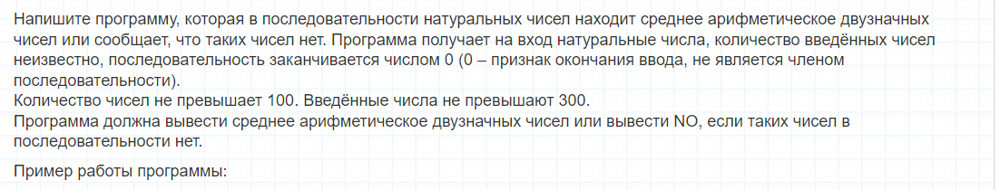 Напишите программу, которая в последовательности натуральных чисел находит среднее арифметическое двузначных
чисел или сообщает, что таких чисел нет. Программа получает на вход натуральные числа, количество введённых чисел
неизвестно, последовательность заканчивается числом 0 (0 – признак окончания ввода, не является членом
последовательности).
Количество чисел не превышает 100. Введённые числа не превышают 300.
Программа должна вывести среднее арифметическое двузначных чисел или вывести NO, если таких чисел в
последовательности нет.
Пример работы программы: